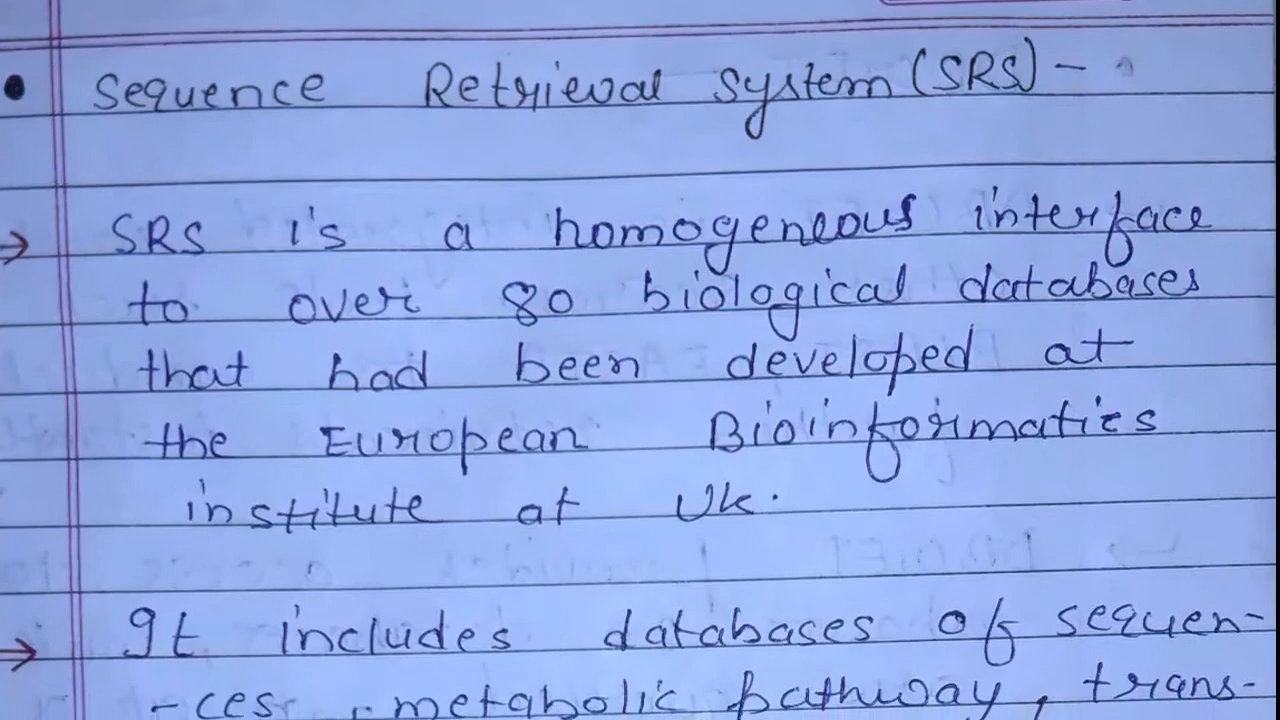 • Sequence Retrieval System (SRS) -
→ SRS is a homogeneous interface
to over 80 biological databases
that had been developed at
the European Bioinformatics
institute at UK.
→ It includes databases of sequen-
-ces, metabolic pathway, trans-